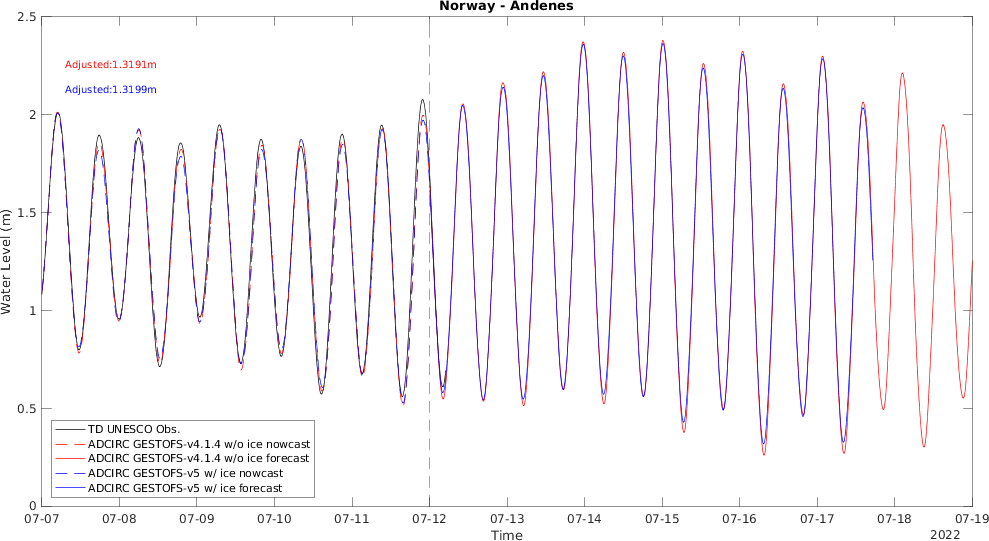 Norway - Andenes
2.5
2
1.5
1
0.5
0
Water Level (m)
Adjusted:1.3191m
Adjusted:1.3199m
TD UNESCO Obs.
ADCIRC GESTOFS-v4.1.4 w/o ice nowcast
ADCIRC GESTOFS-v4.1.4 w/o ice forecast
ADCIRC GESTOFS-v5 w/ ice nowcast
ADCIRC GESTOFS-v5 w/ ice forecast
07-07 07-08 07-09 07-10 07-11 07-12 07-13 07-14 07-15 07-16 07-17 07-18 07-19
Time
2022